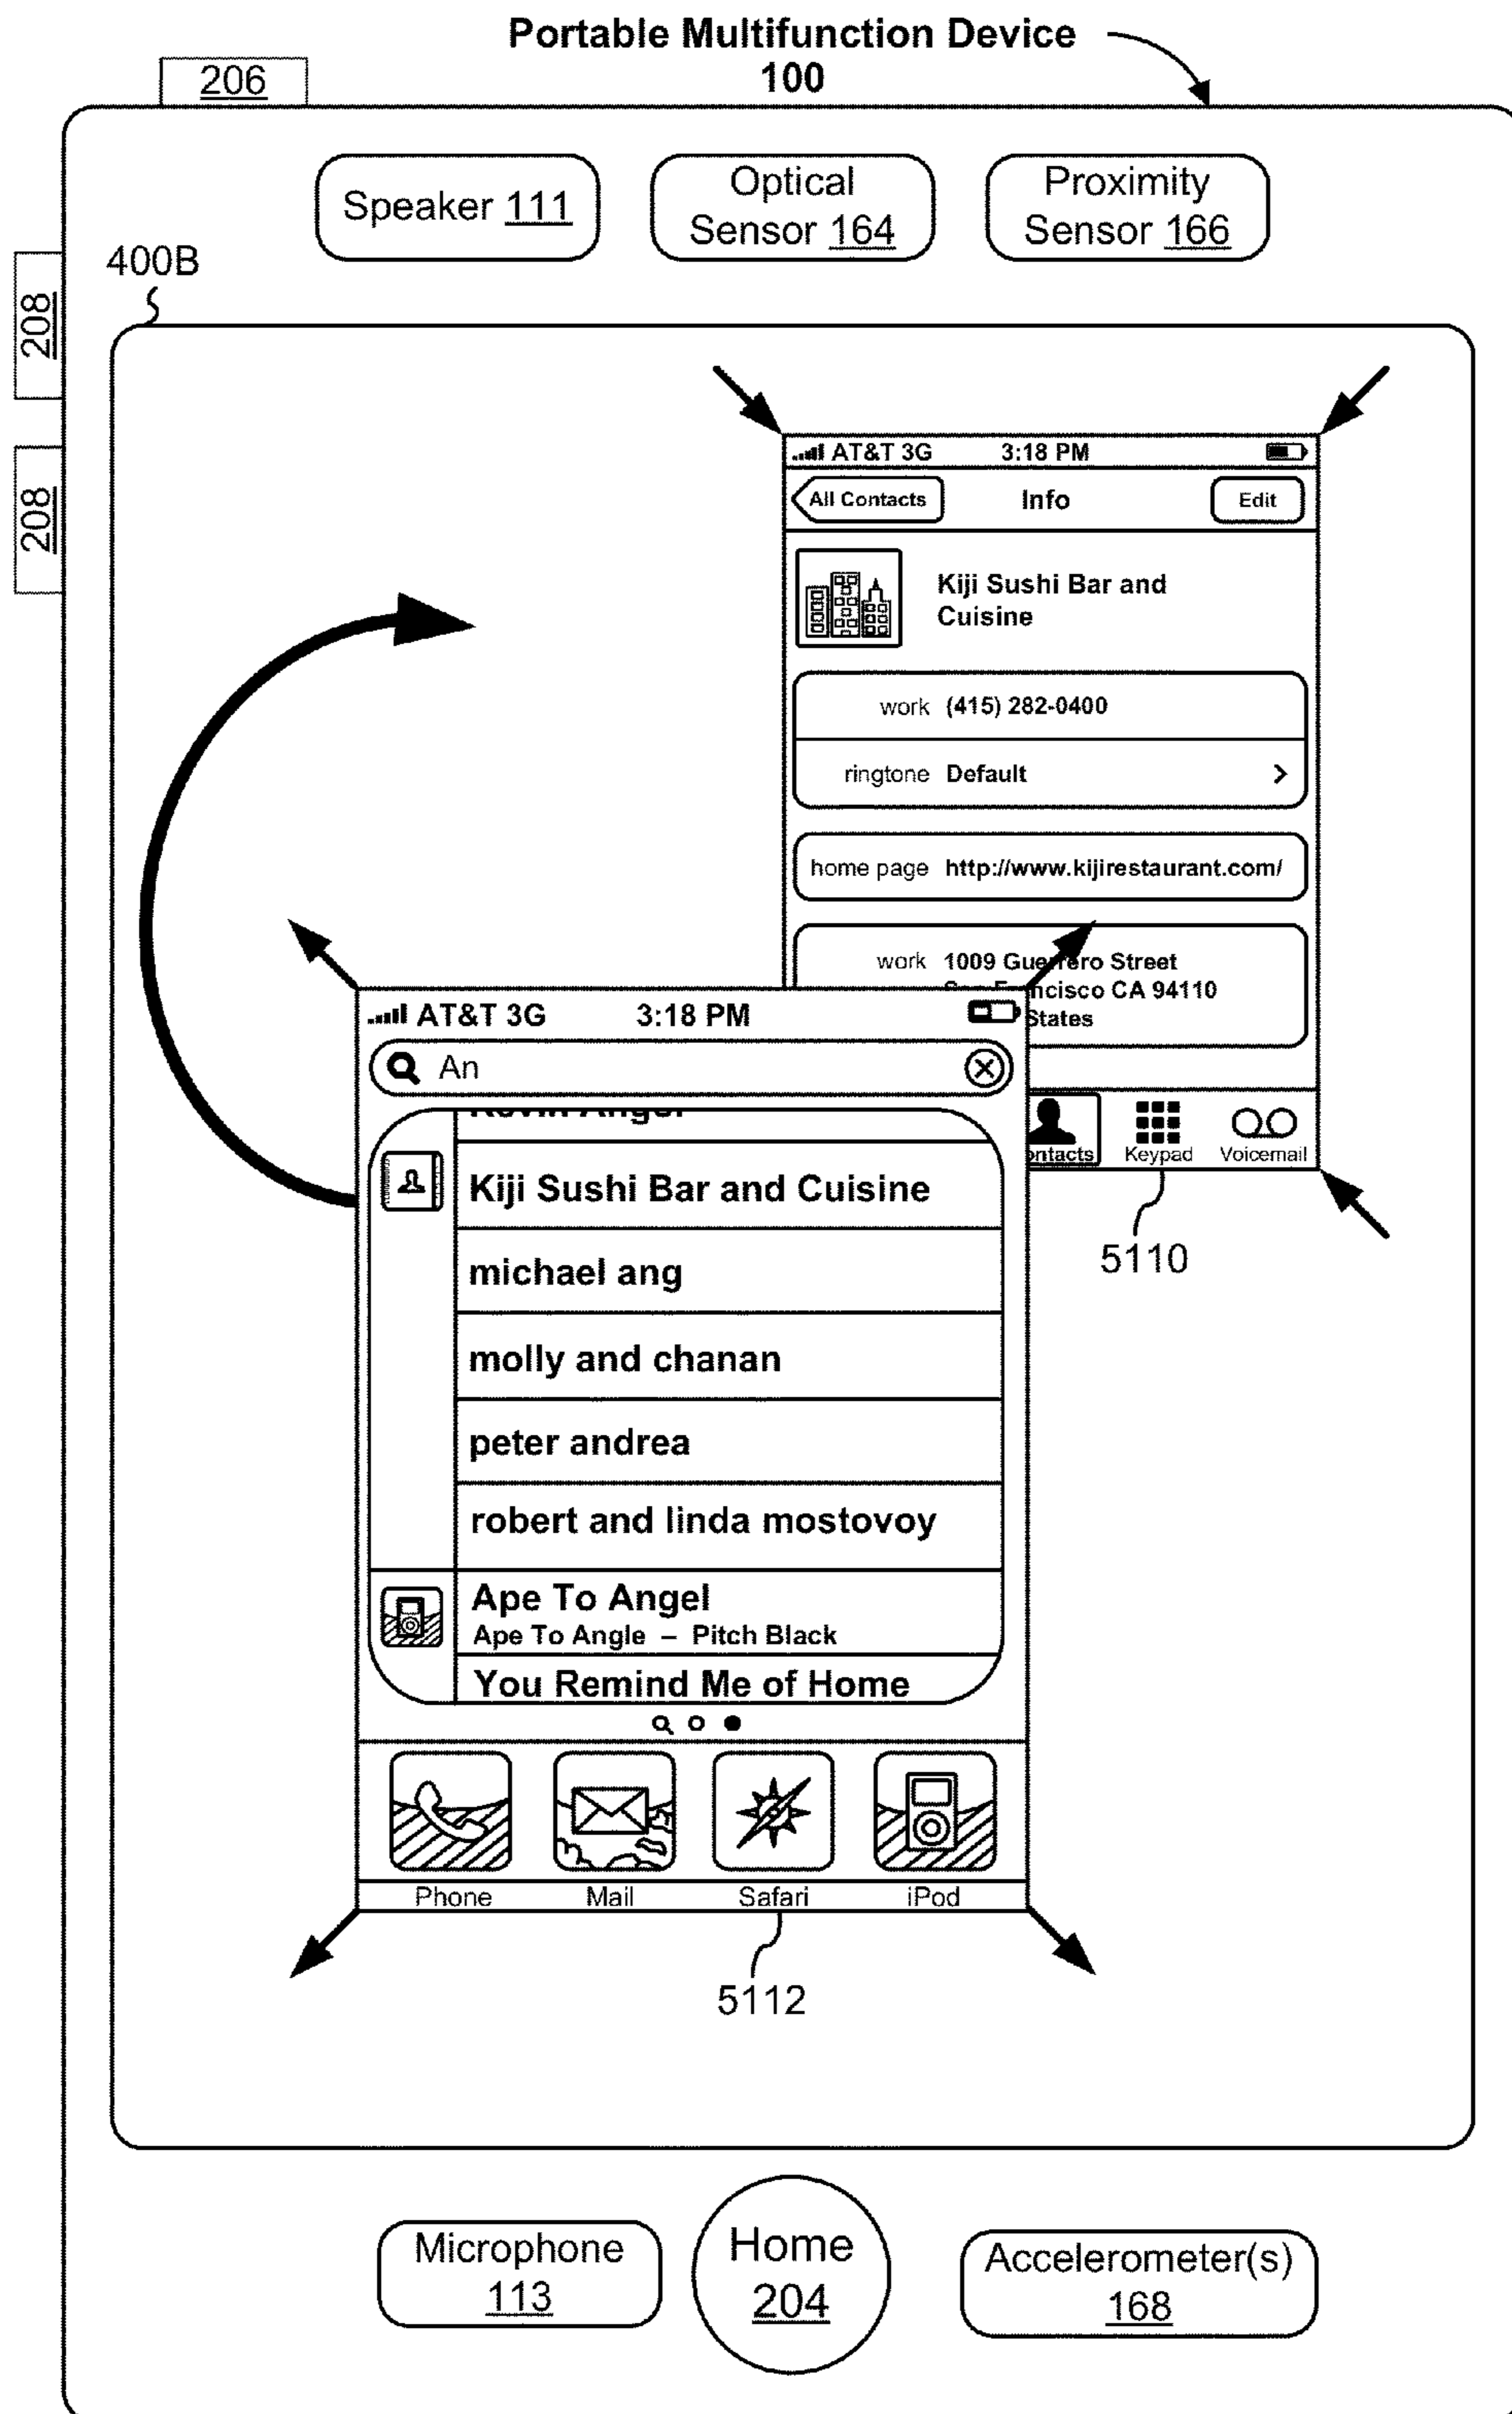 Portable Multifunction Device
100
206
Speaker 111
Optical
Sensor 164
Proximity
Sensor 166
400B
208
208
AT&T 3G 3:18 PM
All Contacts Info Edit
Kiji Sushi Bar and
Cuisine
work (415) 282-0400
ringtone Default
home page http://www.kijirestaurant.com/
work 1009 Guerrero Street
CA 94110
States
Keypad Voicemail
5110
AT&T 3G 3:18 PM
An
Kiji Sushi Bar and Cuisine
michael ang
molly and chanan
peter andrea
robert and linda mostovoy
Ape To Angel
Ape To Angle – Pitch Black
You Remind Me of Home
Phone Mail Safari iPod
5112
Microphone
113
Home
204
Accelerometer(s)
168